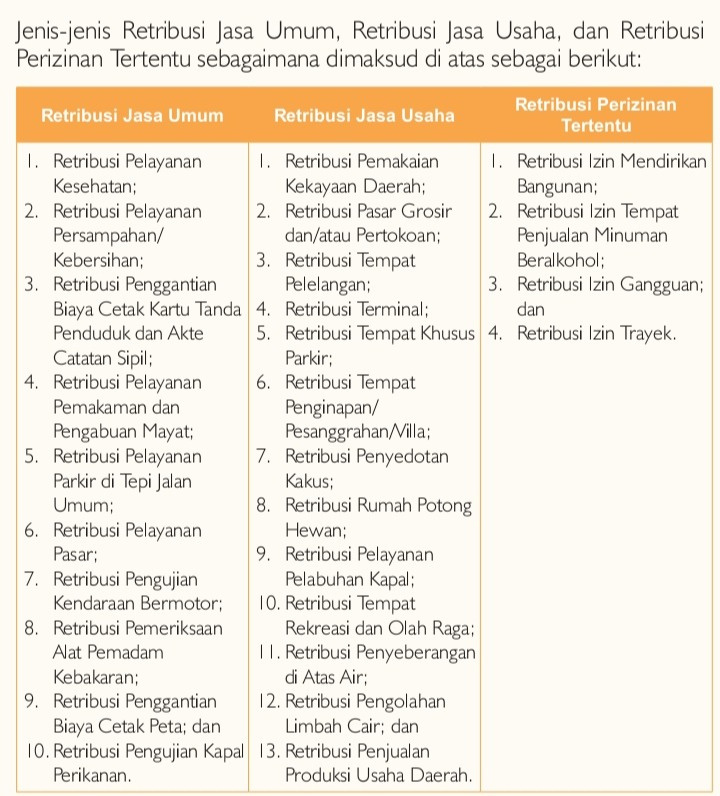 Jenis-jenis Retribusi Jasa Umum, Retribusi Jasa Usaha, dan Retribusi
Perizinan Tertentu sebagaimana dimaksud di atas sebagai berikut:
Retribusi Jasa Umum
1. Retribusi Pelayanan
Kesehatan;
2. Retribusi Pelayanan
Persampahan/
Kebersihan;
3. Retribusi Penggantian
Biaya Cetak Kartu Tanda
Penduduk dan Akte
Catatan Sipil;
4. Retribusi Pelayanan
Pemakaman dan
Pengabuan Mayat;
5. Retribusi Pelayanan
Parkir di Tepi Jalan
Umum;
6. Retribusi Pelayanan
Pasar;
7. Retribusi Pengujian
Kendaraan Bermotor;
8. Retribusi Pemeriksaan
Alat Pemadam
Kebakaran;
9. Retribusi Penggantian
Biaya Cetak Peta; dan
10. Retribusi Pengujian Kapal
Perikanan.
Retribusi Jasa Usaha
1. Retribusi Pemakaian
Kekayaan Daerah;
2. Retribusi Pasar Grosir
dan/atau Pertokoan;
3. Retribusi Tempat
Pelelangan;
4. Retribusi Terminal;
5. Retribusi Tempat Khusus
Parkir;
6. Retribusi Tempat
Penginapan/
Pesanggrahan/Villa;
7. Retribusi Penyedotan
Kakus;
8. Retribusi Rumah Potong
Hewan;
9. Retribusi Pelayanan
Pelabuhan Kapal;
10. Retribusi Tempat
Rekreasi dan Olah Raga;
11. Retribusi Penyeberangan
di Atas Air;
12. Retribusi Pengolahan
Limbah Cair; dan
13. Retribusi Penjualan
Produksi Usaha Daerah.
Retribusi Perizinan
Tertentu
1. Retribusi Izin Mendirikan
Bangunan;
2. Retribusi Izin Tempat
Penjualan Minuman
Beralkohol;
3. Retribusi Izin Gangguan;
dan
4. Retribusi Izin Trayek.